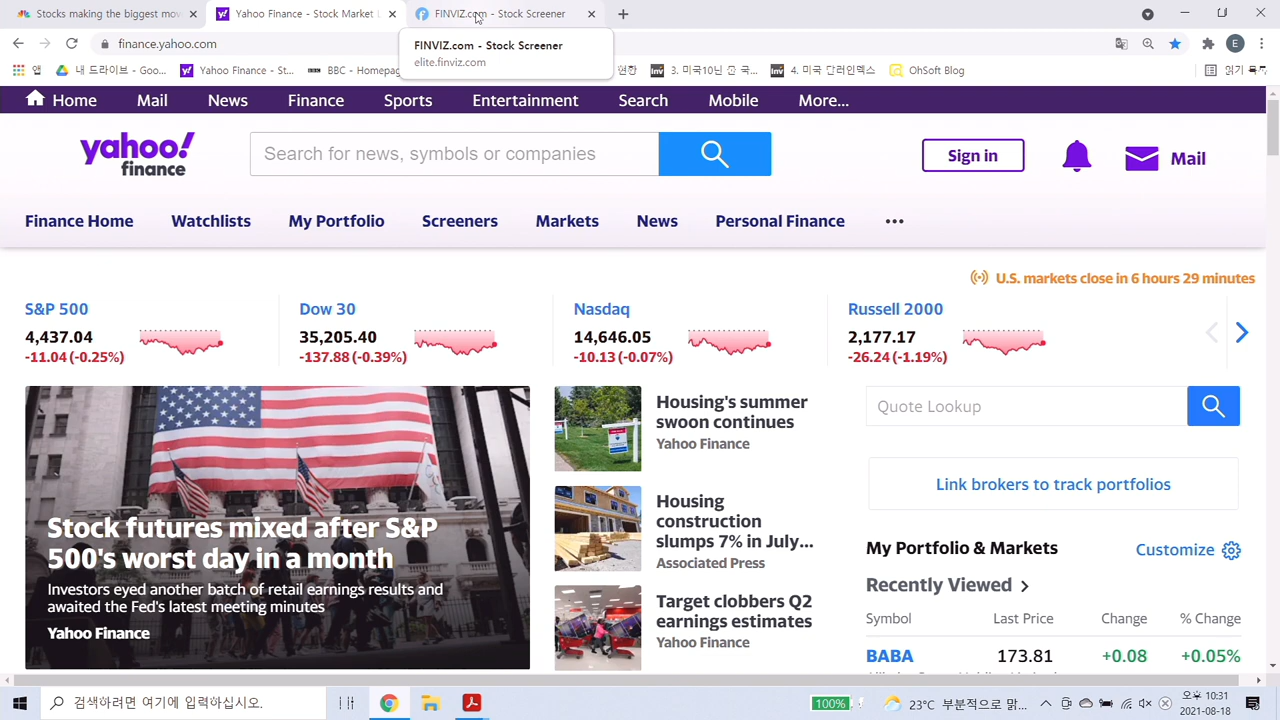 Stocks making the biggest mov
Yahoo Finance - Stock Market L
FINVIZ.com - Stock Screener
finance.yahoo.com
FINVIZ.com - Stock Screener
elite.finviz.com
E
앱
내 드라이브 - Goo...
Yahoo Finance - St...
BBC - Homepag
현황
3. 미국10년 준 국...
4. 미국 달러인덱스
OhSoft Blog
읽기 목록
Home
Mail
News
Finance
Sports
Entertainment
Search
Mobile
More...
yahoo!
finance
Search for news, symbols or companies
Sign in
Mail
Finance Home
Watchlists
My Portfolio
Screeners
Markets
News
Personal Finance
U.S. markets close in 6 hours 29 minutes
S&P 500
4,437.04
-11.04 (-0.25%)
Dow 30
35,205.40
-137.88 (-0.39%)
Nasdaq
14,646.05
-10.13 (-0.07%)
Russell 2000
2,177.17
-26.24 (-1.19%)
Stock futures mixed after S&P
500's worst day in a month
Investors eyed another batch of retail earnings results and
awaited the Fed's latest meeting minutes
Yahoo Finance
Housing's summer
swoon continues
Yahoo Finance
Housing
construction
slumps 7% in July...
Associated Press
Target clobbers Q2
earnings estimates
Yahoo Finance
Quote Lookup
Link brokers to track portfolios
My Portfolio & Markets
Customize
Recently Viewed
Symbol Last Price Change % Change
BABA 173.81 +0.08 +0.05%
검색하려면 여기에 입력하십시오.
100%
23°C 부분적으로 맑...
오후 10:31
2021-08-18